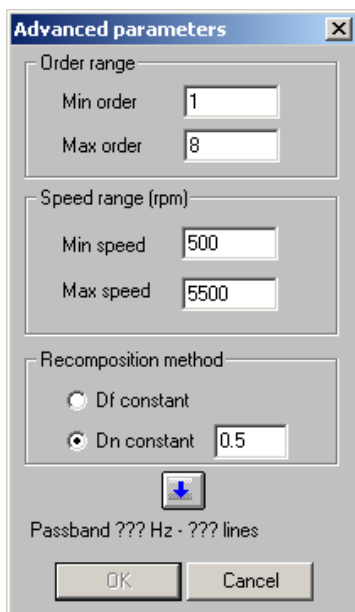 Advanced parameters
Order range
Min order 1
Max order 8
Speed range (rpm)
Min speed 500
Max speed 5500
Recomposition method
Df constant
Dn constant 0.5
Passband ??? Hz - ??? lines
OK Cancel